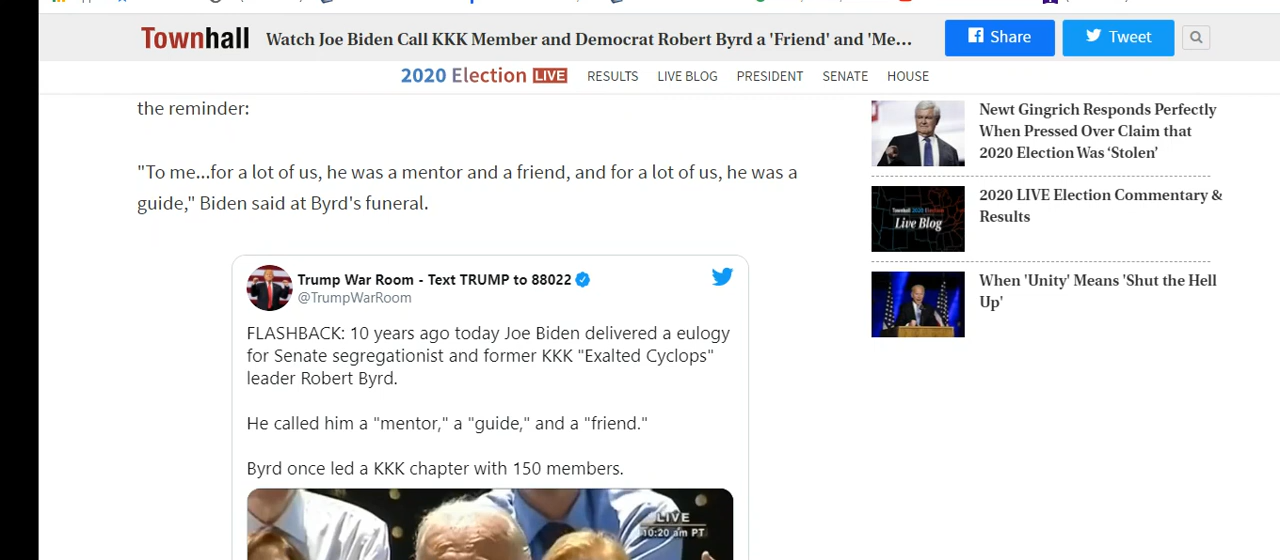 Townhall
Watch Joe Biden Call KKK Member and Democrat Robert Byrd a 'Friend' and 'Me...
Share
Tweet
2020 Election LIVE RESULTS LIVE BLOG PRESIDENT SENATE HOUSE
the reminder:
"To me...for a lot of us, he was a mentor and a friend, and for a lot of us, he was a
guide," Biden said at Byrd's funeral.
Trump War Room - Text TRUMP to 88022
@TrumpWarRoom
FLASHBACK: 10 years ago today Joe Biden delivered a eulogy
for Senate segregationist and former KKK "Exalted Cyclops"
leader Robert Byrd.
He called him a "mentor," a "guide," and a "friend."
Byrd once led a KKK chapter with 150 members.
LIVE
10:20 am PT
Newt Gingrich Responds Perfectly
When Pressed Over Claim that
2020 Election Was ‘Stolen’
Townhall 2020 Election
Live Blog
2020 LIVE Election Commentary &
Results
When 'Unity' Means 'Shut the Hell
Up'